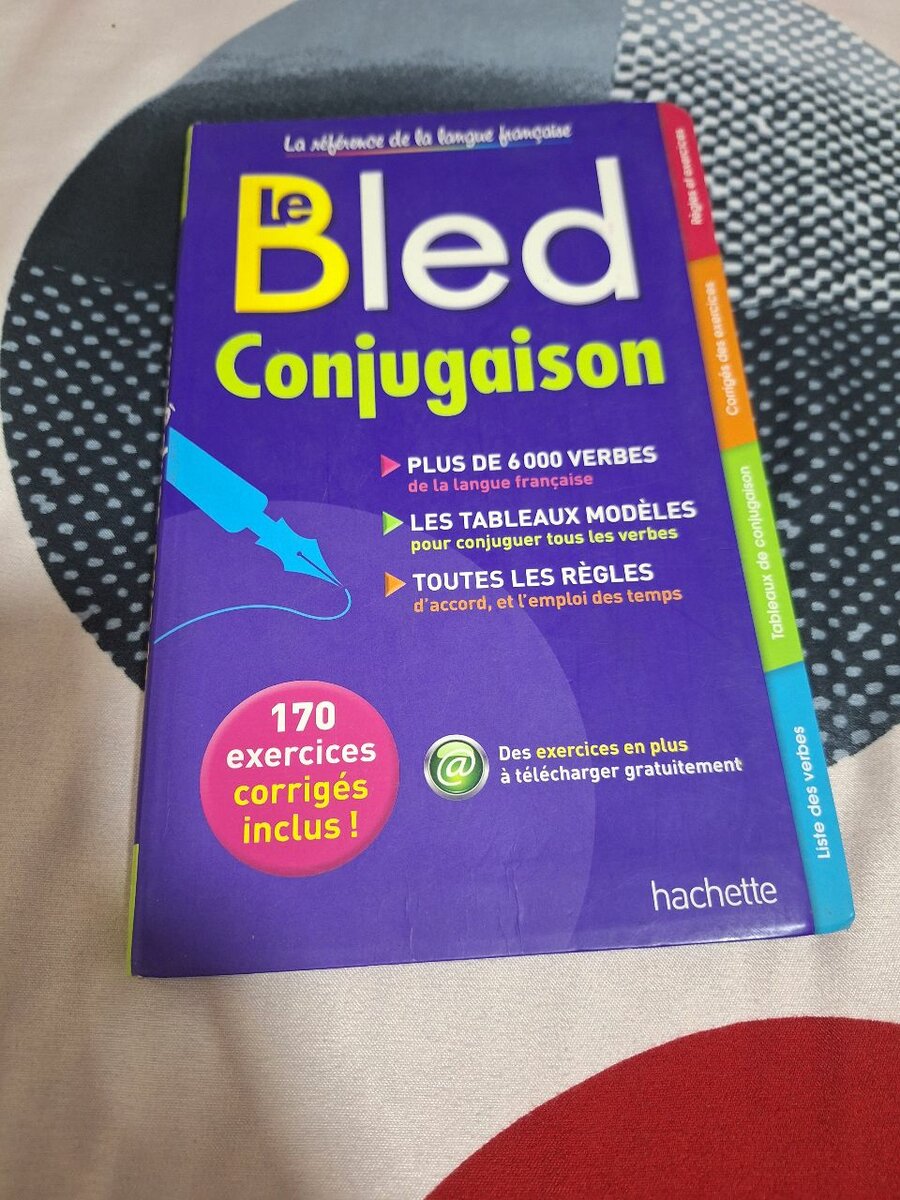 La référence de la langue française
Le
Bled
Conjugaison
PLUS DE 6 000 VERBES
de la langue française
LES TABLEAUX MODÈLES
pour conjuguer tous les verbes
TOUTES LES RÈGLES
d'accord, et l'emploi des temps
170
exercices
corrigés
inclus !
@
Des exercices en plus
à télécharger gratuitement
hachette
Règles et exercices
Corrigés des exercices
Tableaux de conjugaison
Liste des verbes